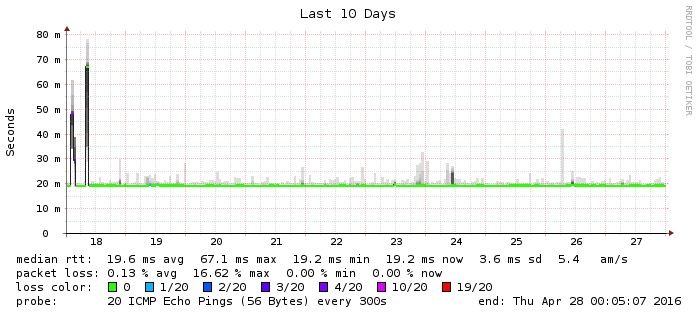 Last 10 Days
RRDTOOL / TOBI OETIKER
Seconds
80 m
70 m
60 m
50 m
40 m
30 m
20 m
10 m
0
18 19 20 21 22 23 24 25 26 27
median rtt: 19.6 ms avg 67.1 ms max 19.2 ms min 19.2 ms now 3.6 ms sd 5.4 am/s
packet loss: 0.13 % avg 16.62 % max 0.00 % min 0.00 % now
loss color: 0 1/20 2/20 3/20 4/20 10/20 19/20
probe: 20 ICMP Echo Pings (56 Bytes) every 300s end: Thu Apr 28 00:05:07 2016